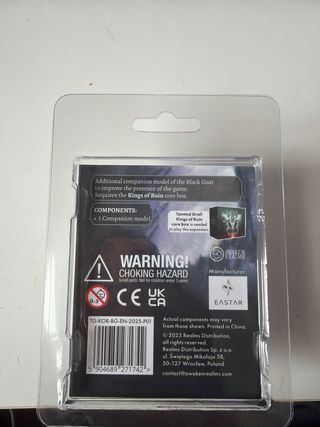 Additional companion model of the Black Goat
to improve the presence of the game.
Requires the Kings of Ruin core box.
COMPONENTS:
• 1 Companion model
Tainted Grail
Kings of Ruin
core box is needed
to play this expansion
WARNING!
CHOKING HAZARD
Small parts. Not for children under 3 years
0-3
CE UK CA
Manufacturer
EASTAR
TG-KOR-BG-EN-2025-P01
5 904689 271742 >
Actual components may vary
from those shown. Printed in China
© 2023 Realms Distribution,
all rights reserved.
Realms Distribution Sp. z o.o.
ul. Świętego Mikołaja 58,
50-127 Wrocław, Poland
contact@awakenrealms.com